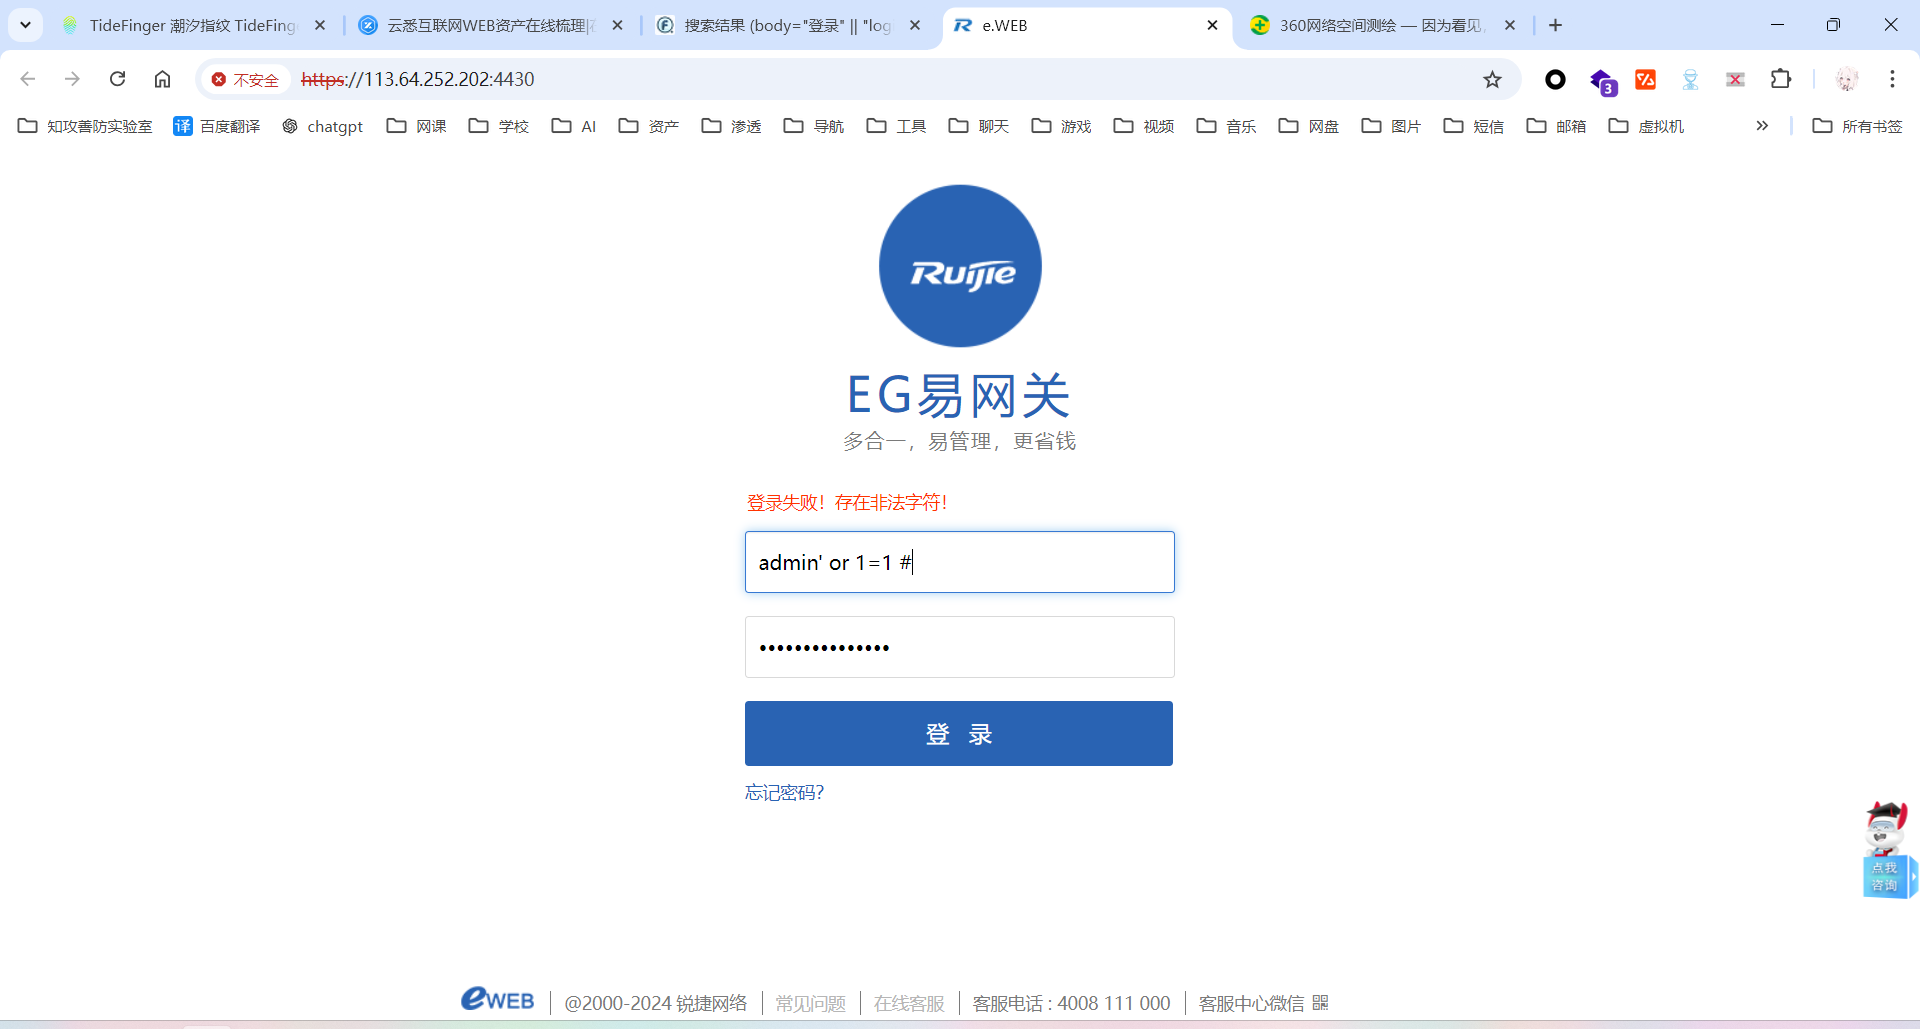 TideFinger 潮汐指纹 TideFing
云悉互联网WEB资产在线梳理|
搜索结果 (body="登录" || "log
e.WEB
360网络空间测绘 — 因为看见,
不安全
https://113.64.252.202:4430
3
知攻善防实验室
译 百度翻译
chatgpt
网课
学校
AI
资产
渗透
导航
工具
聊天
游戏
视频
音乐
网盘
图片
短信
邮箱
虚拟机
所有书签
Ruijie
EG易网关
多合一，易管理，更省钱
登录失败！存在非法字符！
admin' or 1=1 #
•••••••••••••••
登 录
忘记密码?
点我
咨询
eWEB
@2000-2024 锐捷网络
常见问题
在线客服
客服电话 : 4008 111 000
客服中心微信